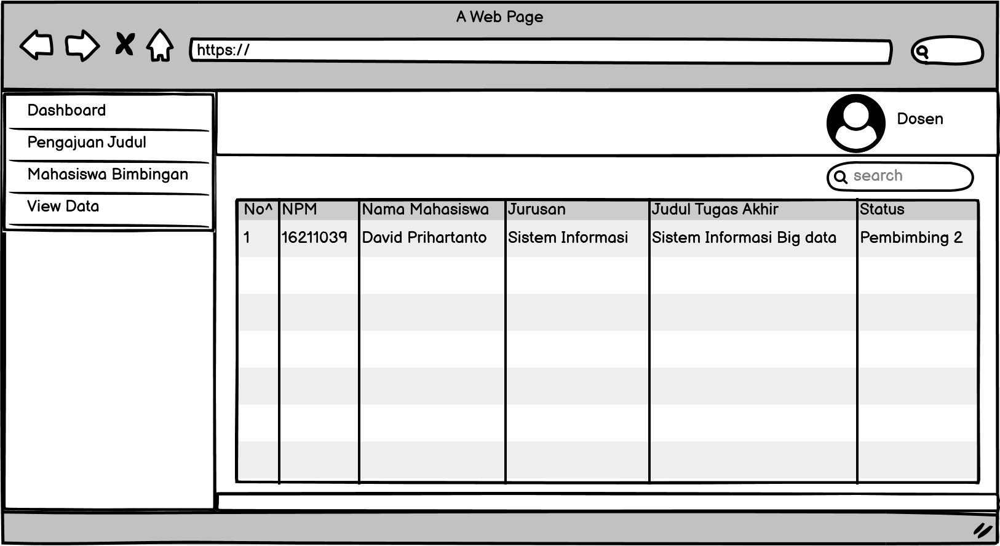 A Web Page
https://
Dashboard
Pengajuan Judul
Mahasiswa Bimbingan
View Data
Dosen
search
No^ NPM Nama Mahasiswa Jurusan Judul Tugas Akhir Status
1 16211039 David Prihartanto Sistem Informasi Sistem Informasi Big data Pembimbing 2